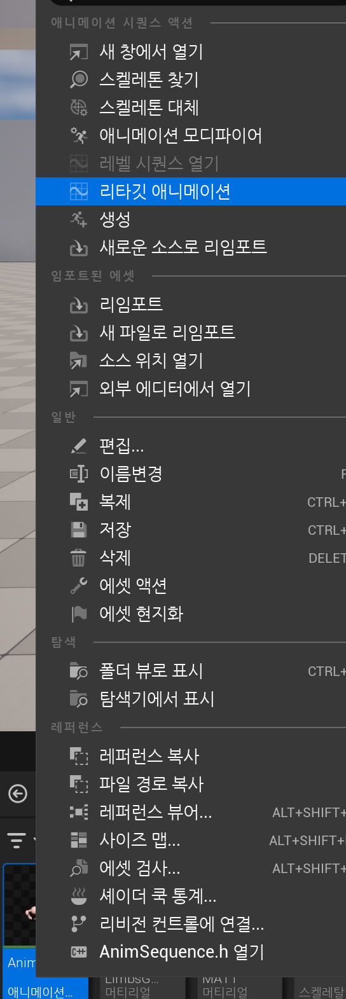 애니메이션 시퀀스 액션
새 창에서 열기
스켈레톤 찾기
스켈레톤 대체
애니메이션 모디파이어
레벨 시퀀스 열기
리타깃 애니메이션
생성
새로운 소스로 리임포트
임포트된 에셋
리임포트
새 파일로 리임포트
소스 위치 열기
외부 에디터에서 열기
일반
편집...
이름변경
복제 CTRL+
저장 CTRL+
삭제 DELET
에셋 액션
에셋 현지화
탐색
폴더 뷰로 표시 CTRL+
탐색기에서 표시
레퍼런스
레퍼런스 복사
파일 경로 복사
레퍼런스 뷰어... ALT+SHIFT+
사이즈 맵... ALT+SHIFT+
에셋 검사... ALT+SHIFT+
셰이더 쿡 통계...
리비전 컨트롤에 연결...
C++ AnimSequence.h 열기
Anim LimbsG... MATT
애니메이션... 머티리얼 머티리얼 스켈레탈